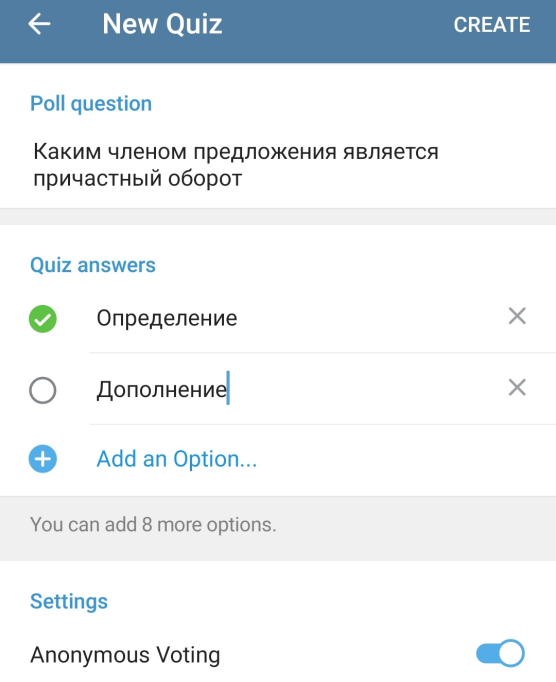 New Quiz
CREATE
Poll question
Каким членом предложения является
причастный оборот
Quiz answers
Определение
Дополнение
Add an Option...
You can add 8 more options.
Settings
Anonymous Voting